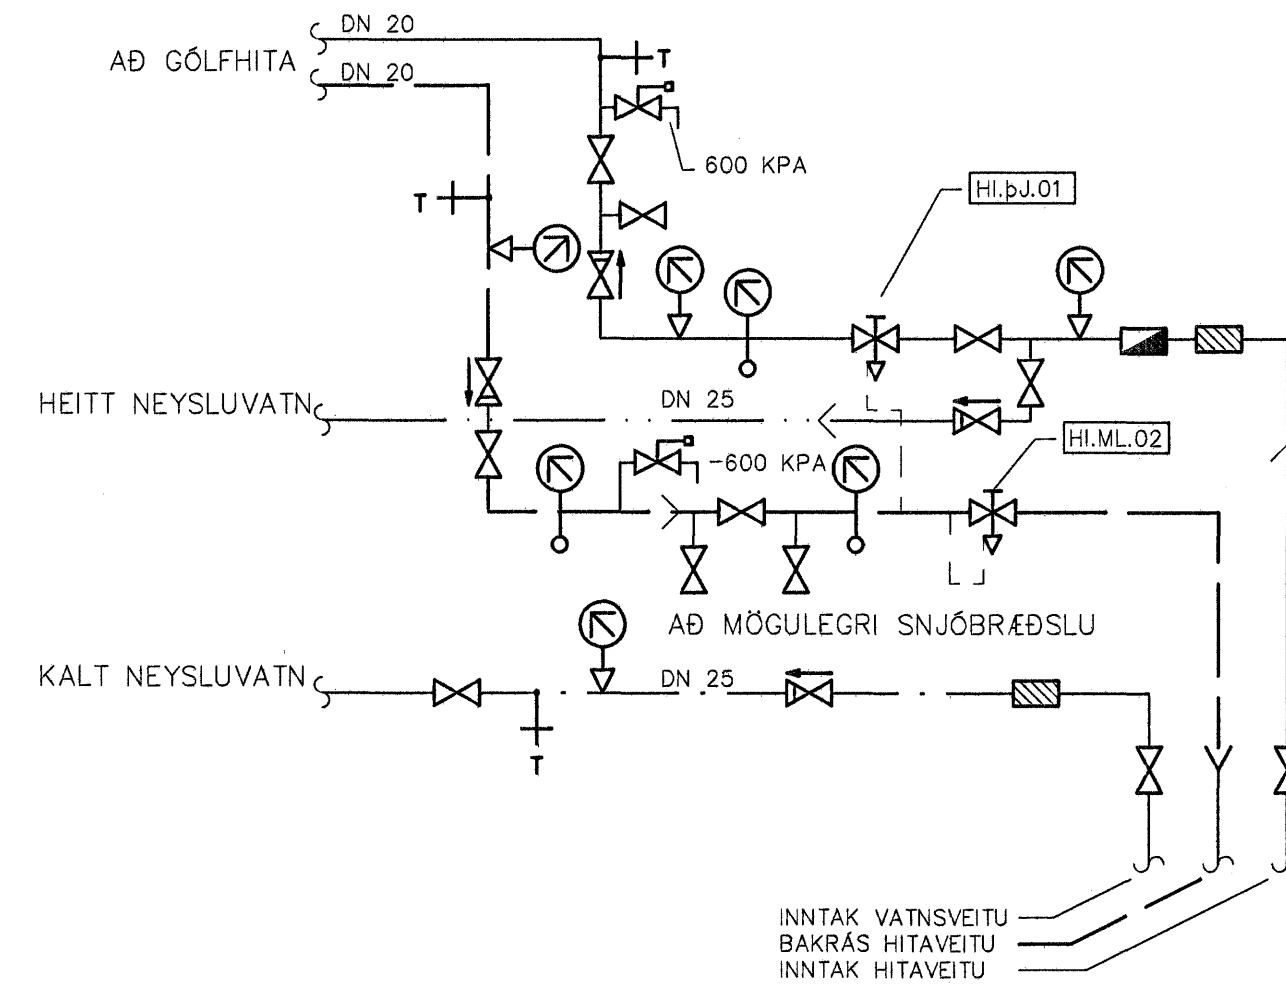 DN 20
AÐ GÓLFHITA
T
DN 20
600 KPA
HI.ÞJ.01
T
HEITT NEYSLUVATN
DN 25
HI.ML.02
-600 KPA
AÐ MÖGULEGRI SNJÓBRÆÐSLU
KALT NEYSLUVATN
DN 25
T
INNTAK VATNSVEITU
BAKRÁS HITAVEITU
INNTAK HITAVEITU